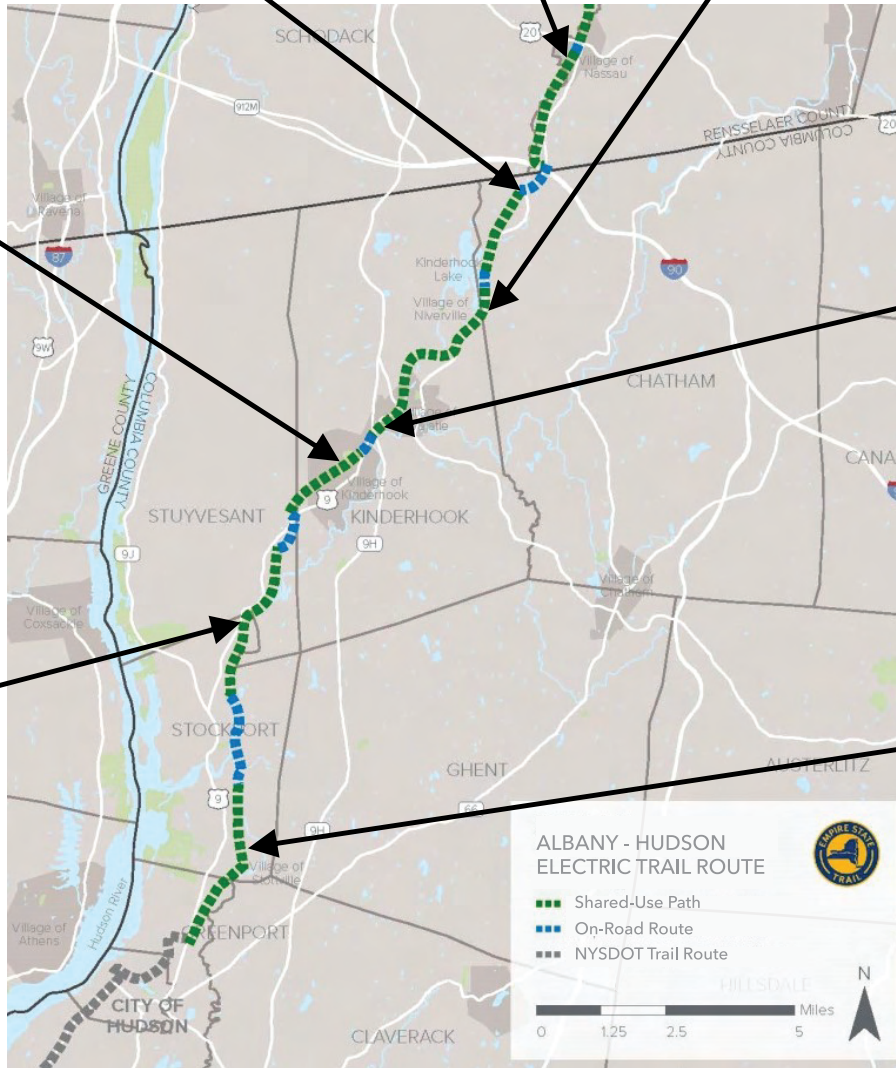 SCHODACK
20
Village of
Nassau
912M
RENSSELAER COUNTY
COLUMBIA COUNTY
20
Village of
Ravena
87
Kinderhook
Lake
90
Village of
Niverville
9W
CHATHAM
GREENE COUNTY
COLUMBIA COUNTY
CANA
Village of
Kinderhook
9
STUYVESANT
KINDERHOOK
9H
9J
Village of
Chatham
Village of
Coxsackie
STOCKPORT
GHENT
AUSTERLITZ
9
66
9H
ALBANY - HUDSON
ELECTRIC TRAIL ROUTE
EMPIRE STATE
TRAIL
Village of
Stottville
Shared-Use Path
Hudson River
Village of
Athens
GREENPORT
On-Road Route
NYSDOT Trail Route
HILLSDALE
N
CITY OF
HUDSON
Miles
0 1.25 2.5 5
CLAVERACK